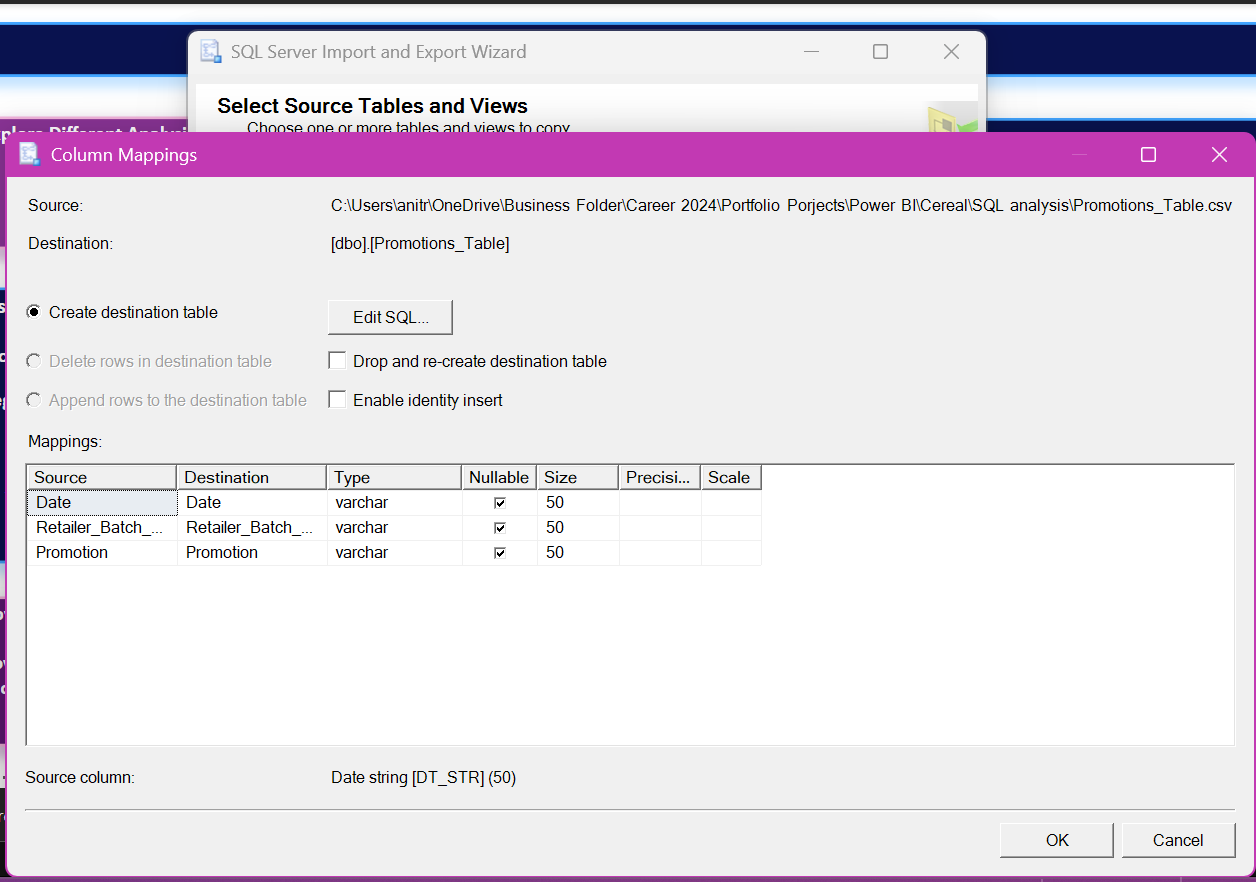 SQL Server Import and Export Wizard
Select Source Tables and Views
Choose one or more tables and views to copy
Column Mappings
Source: C:\Users\anitr\OneDrive\Business Folder\Career 2024\Portfolio Porjects\Power BI\Cereal\SQL analysis\Promotions_Table.csv
Destination: [dbo].[Promotions_Table]
Create destination table Edit SQL...
Delete rows in destination table Drop and re-create destination table
Append rows to the destination table Enable identity insert
Mappings:
Source Destination Type Nullable Size Precisi... Scale
Date Date varchar 50
Retailer_Batch_... Retailer_Batch_... varchar 50
Promotion Promotion varchar 50
Source column: Date string [DT_STR] (50)
OK Cancel